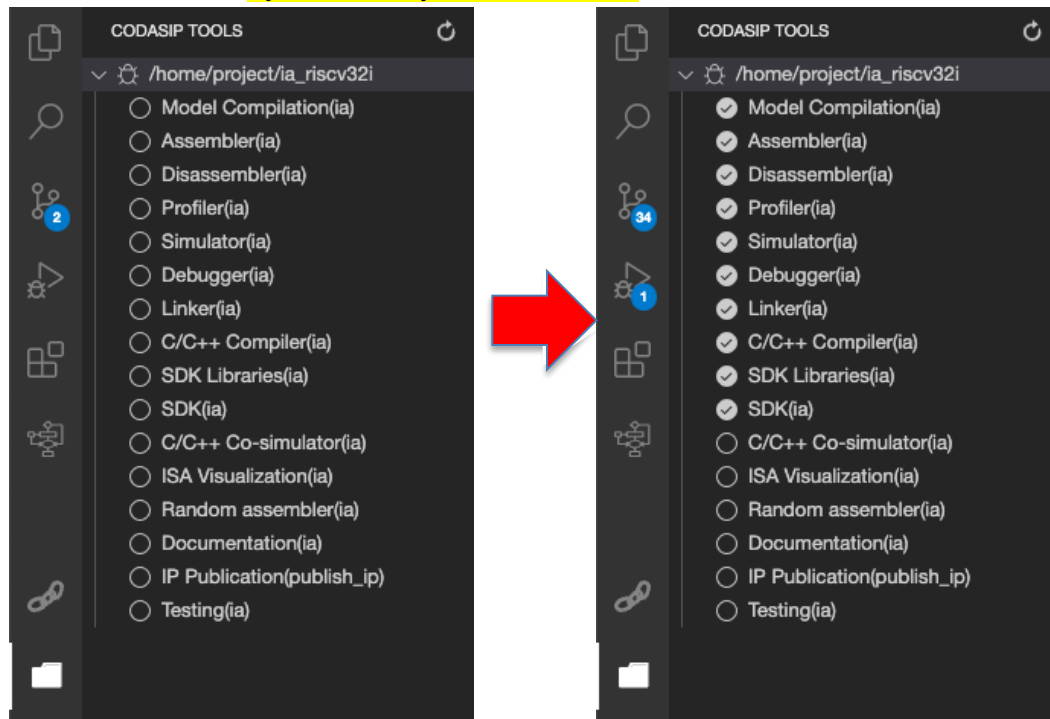 CODASIP TOOLS
/home/project/ia_riscv32i
Model Compilation(ia)
Assembler(ia)
Disassembler(ia)
Profiler(ia)
2
Simulator(ia)
Debugger(ia)
Linker(ia)
C/C++ Compiler(ia)
SDK Libraries(ia)
SDK(ia)
C/C++ Co-simulator(ia)
ISA Visualization(ia)
Random assembler(ia)
Documentation(ia)
IP Publication(publish_ip)
Testing(ia)
CODASIP TOOLS
/home/project/ia_riscv32i
Model Compilation(ia)
Assembler(ia)
Disassembler(ia)
Profiler(ia)
34
Simulator(ia)
Debugger(ia)
1
Linker(ia)
C/C++ Compiler(ia)
SDK Libraries(ia)
SDK(ia)
C/C++ Co-simulator(ia)
ISA Visualization(ia)
Random assembler(ia)
Documentation(ia)
IP Publication(publish_ip)
Testing(ia)